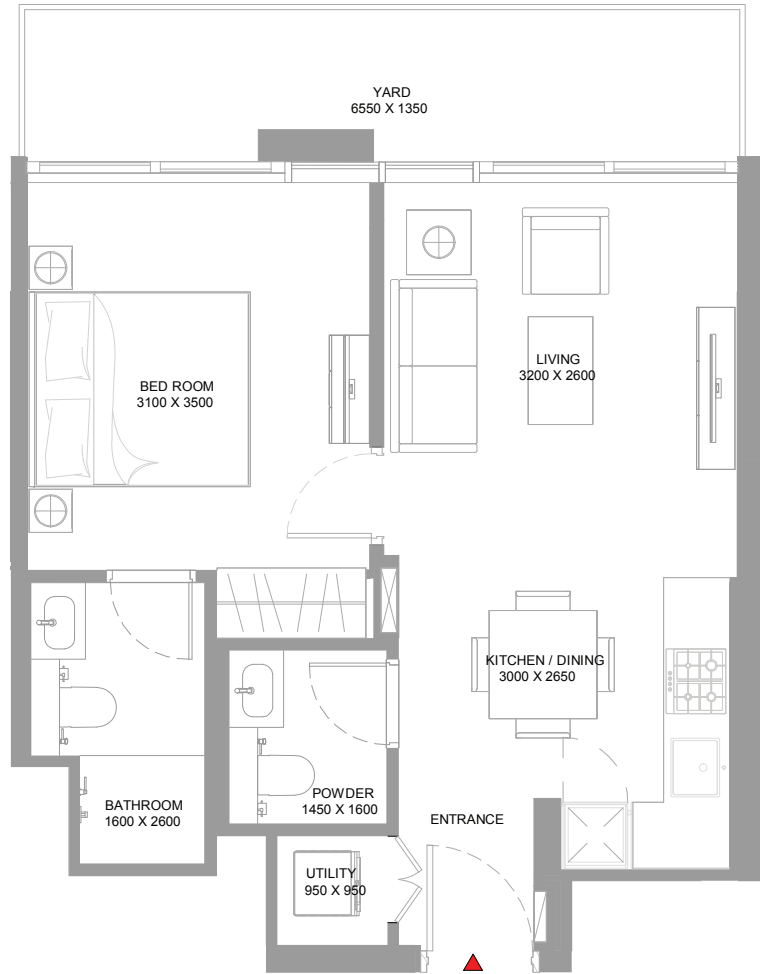 YARD
6550 X 1350
LIVING
3200 X 2600
BED ROOM
3100 X 3500
KITCHEN / DINING
3000 X 2650
POWDER
1450 X 1600
BATHROOM
1600 X 2600
ENTRANCE
UTILITY
950 X 950